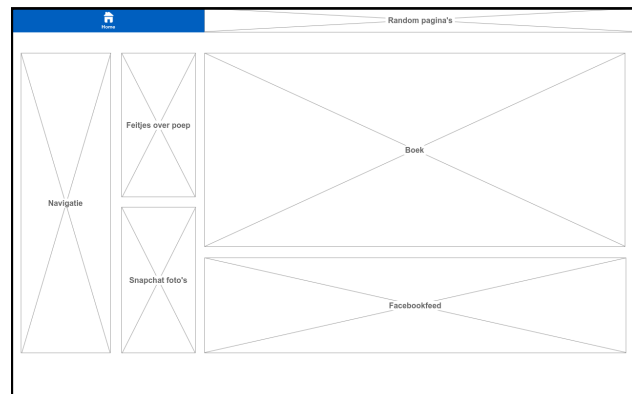 Home
Random pagina's
Feitjes over poep
Boek
Navigatie
Snapchat foto's
Facebookfeed